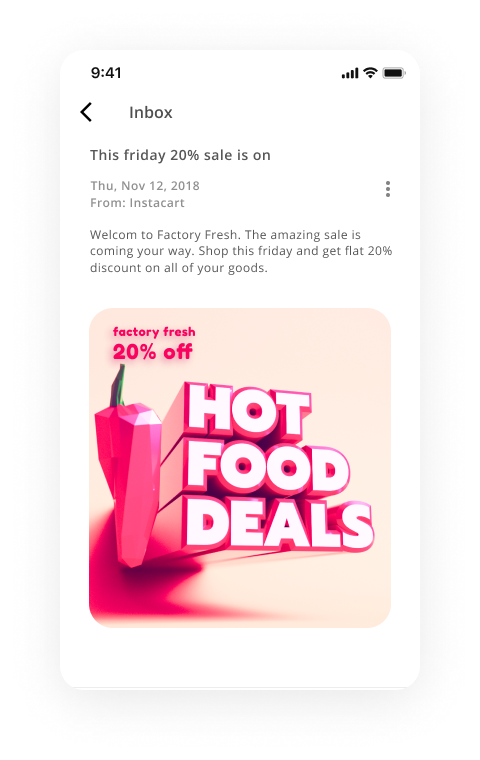 9:41
Inbox
This friday 20% sale is on
Thu, Nov 12, 2018
From: Instacart
Welcom to Factory Fresh. The amazing sale is
coming your way. Shop this friday and get flat 20%
discount on all of your goods.
factory fresh
20% off
HOT
FOOD
DEALS